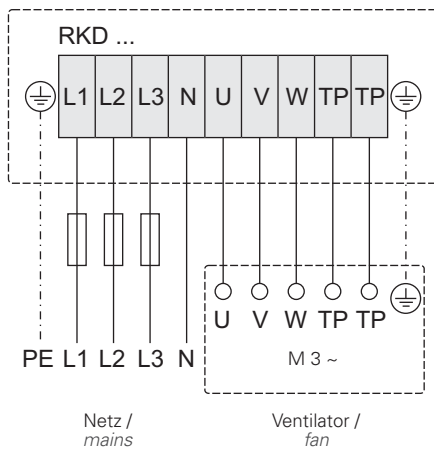 RKD ...
L1 L2 L3 N U V W TP TP
U V W TP TP
M 3 ~
PE L1 L2 L3 N
Netz / Ventilator /
mains fan